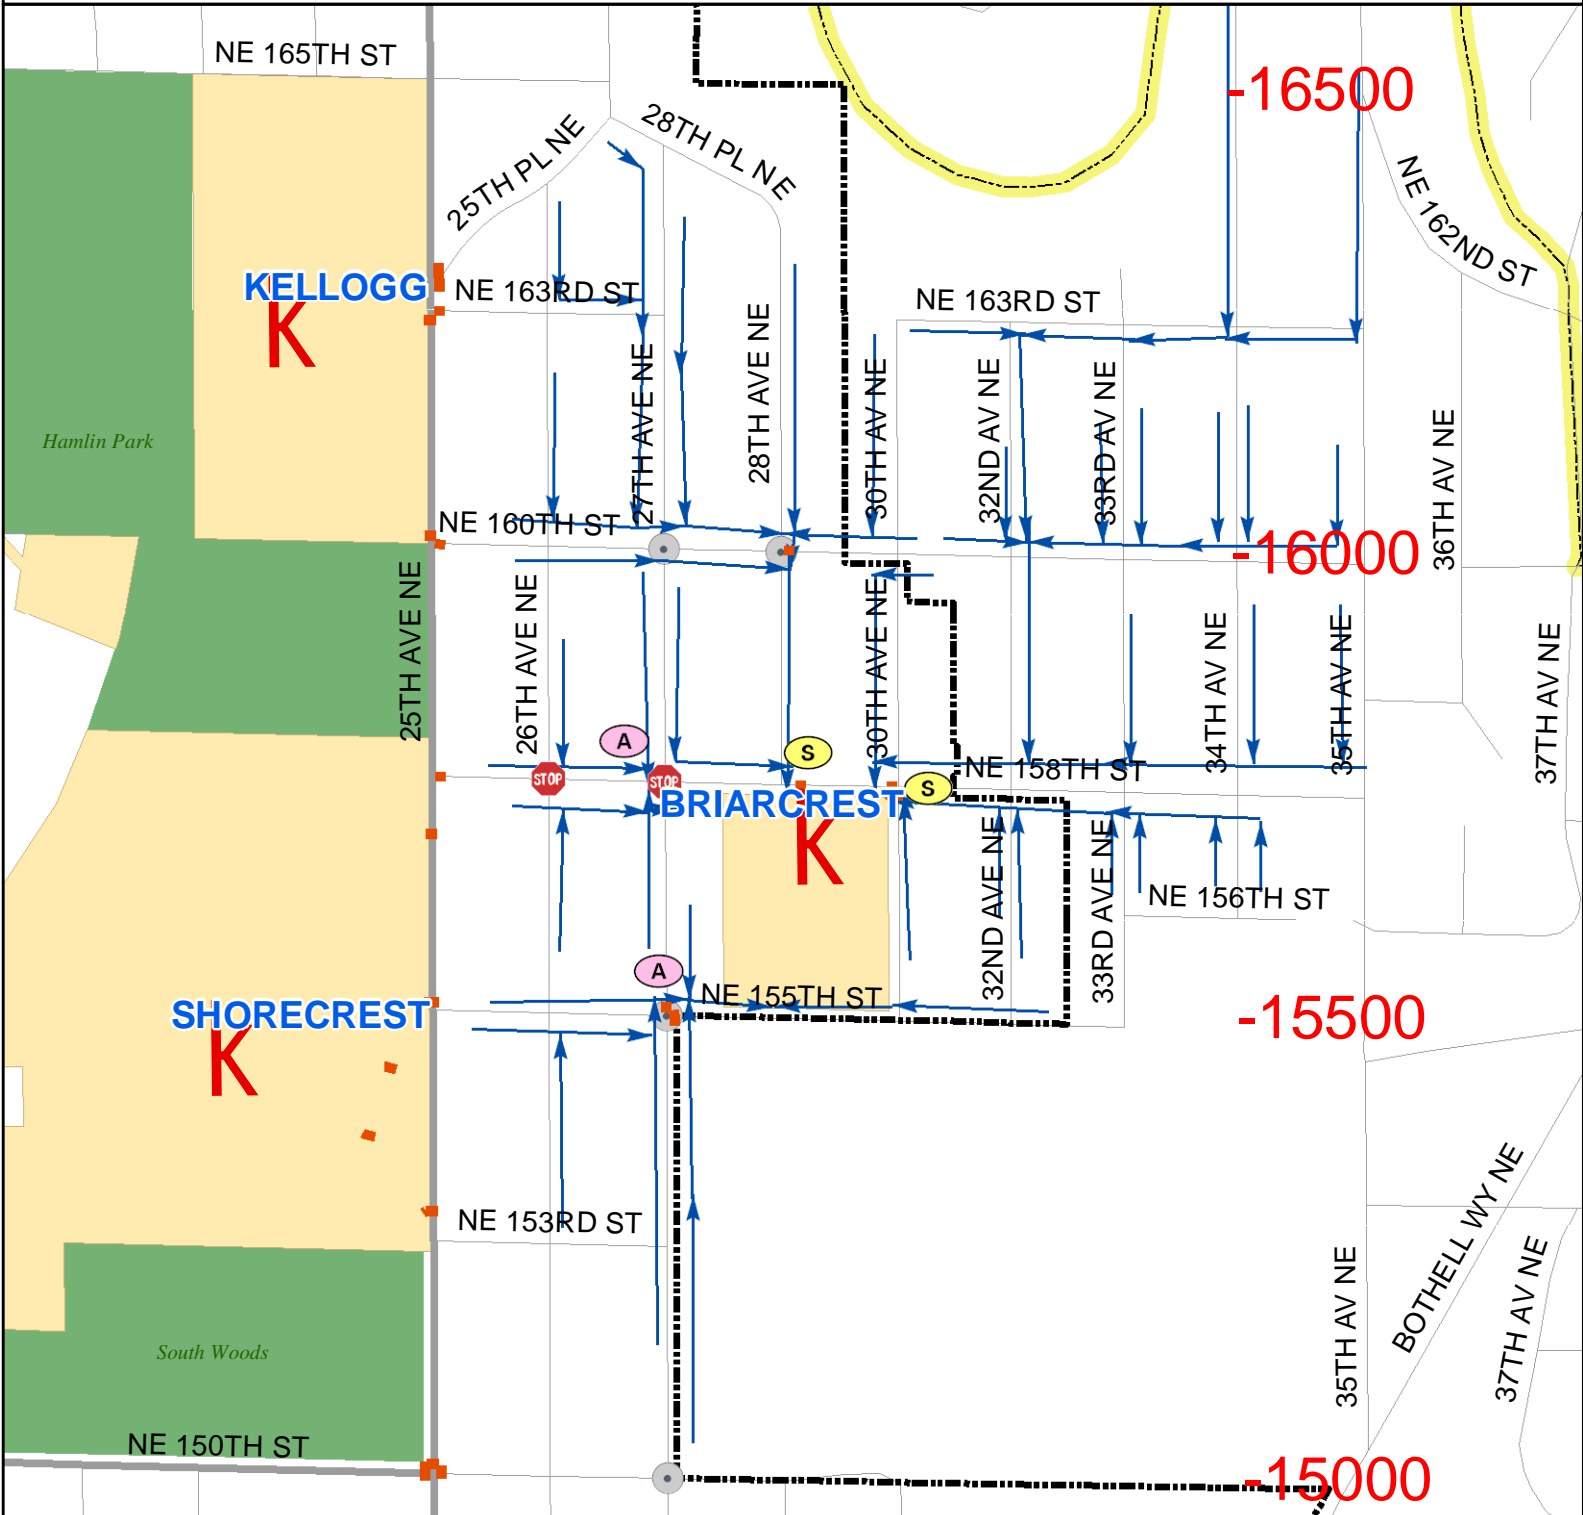 NE 165TH ST
-16500
25TH PL NE
28TH PL NE
NE 162ND ST
KELLOGG
K
NE 163RD ST
NE 163RD ST
27TH AVE NE
28TH AVE NE
30TH AVE NE
32ND AV NE
33RD AV NE
36TH AV NE
Hamlin Park
NE 160TH ST
-16000
25TH AVE NE
26TH AVE NE
30TH AVE NE
34TH AV NE
35TH AV NE
37TH AV NE
A
S
STOP
STOP
NE 158TH ST
S
BRIARCREST
K
32ND AVE NE
33RD AVE NE
NE 156TH ST
A
NE 155TH ST
SHORECREST
K
-15500
NE 153RD ST
BOTHELL WY NE
35TH AV NE
37TH AV NE
South Woods
NE 150TH ST
-15000